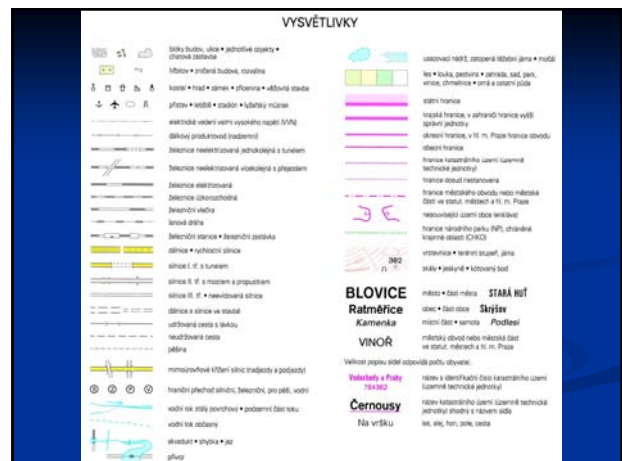 VYSVĚTLIVKY
bloky budov, ulice • jednotlivé objekty •
chatová zástavba
hřbitov • zničená budova, rozvalina
kostel • hrad • zámek • zřícenina • věžovitá stavba
přístav • letiště • stadión • lyžařský můstek
elektrické vedení velmi vysokého napětí (VVN)
dálkový produktovod (nadzemní)
železnice neelektrizovaná jednokolejná s tunelem
železnice neelektrizovaná vícekolejná s přejezdem
železnice elektrizovaná
železnice úzkorozchodná
železniční vlečka
lanová dráha
železniční stanice • železniční zastávka
dálnice • rychlostní silnice
silnice I. tř. s tunelem
silnice II. tř. s mostem a propustkem
silnice III. tř. • neevidovaná silnice
dálnice a silnice ve stavbě
udržovaná cesta s lávkou
neudržovaná cesta
pěšina
mimoúrovňové křížení silnic (nadjezdy a podjezdy)
hraniční přechod silniční, železniční, pro pěší, vodní
vodní tok stálý povrchový • podzemní část toku
vodní tok občasný
akvadukt • shybka • jez
přívoz
usazovací nádrž, zatopená těžební jáma • močál
les • louka, pastvina • zahrada, sad, park,
vinice, chmelnice • orná a ostatní půda
státní hranice
krajská hranice, v zahraničí hranice vyšší
správní jednotky
okresní hranice, v hl. m. Praze hranice obvodu
obecní hranice
hranice katastrálního území (územně
technické jednotky)
hranice dosud nestanovena
hranice městského obvodu nebo městské
části ve statut. městech a hl. m. Praze
nesouvisející území obce (enkláve)
hranice národního parku (NP), chráněné
krajinné oblasti (CHKO)
382
vrstevnice • terénní stupeň, jáma
skály • jeskyně • kótovaný bod
BLOVICE město • část města STARÁ HUŤ
Ratměřice obec • část obce Skrýšov
Kamenka místní část • samota Podlesí
VINOŘ městský obvod nebo městská část
ve statut. městech a hl. m. Praze
Velikost popisu sídel odpovídá počtu obyvatel.
Vodochody u Prahy název a identifikační číslo katastrálního území
764362 (územně technické jednotky)
Černousy název katastrálního území (územně technické
jednotky) shodný s názvem sídla
Na vršku les, alej, hon, pole, cesta